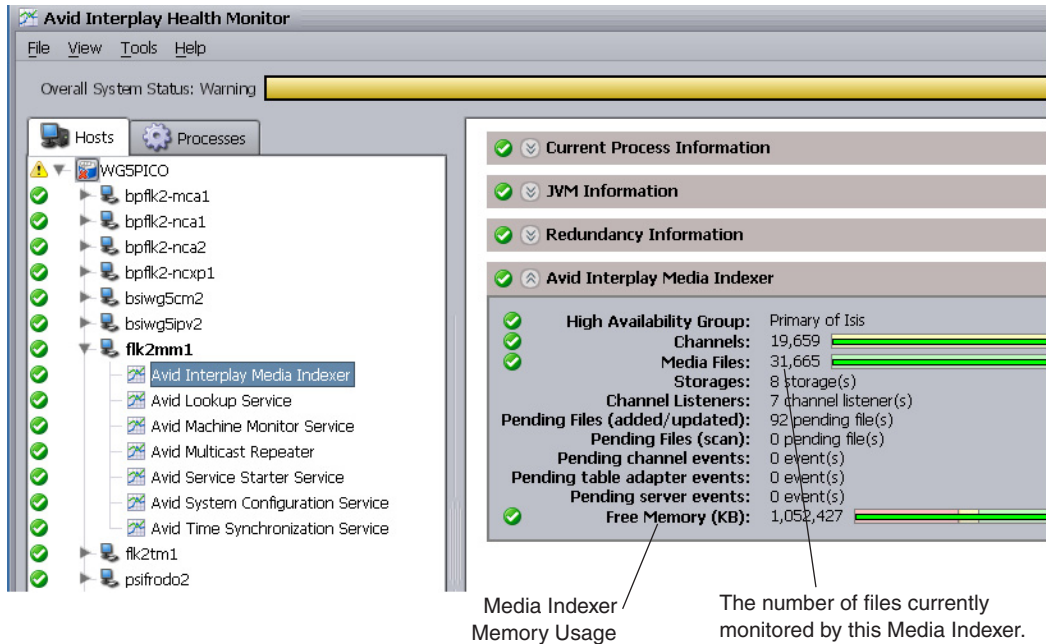 Avid Interplay Health Monitor
File View Tools Help
Overall System Status: Warning
Hosts Processes
WG5PICO
bpflk2-mca1
bpflk2-nca1
bpflk2-nca2
bpflk2-ncxp1
bsiwg5cm2
bsiwg5ipv2
flk2mm1
Avid Interplay Media Indexer
Avid Lookup Service
Avid Machine Monitor Service
Avid Multicast Repeater
Avid Service Starter Service
Avid System Configuration Service
Avid Time Synchronization Service
flk2tm1
psifrodo2
Current Process Information
JVM Information
Redundancy Information
Avid Interplay Media Indexer
High Availability Group: Primary of Isis
Channels: 19,659
Media Files: 31,665
Storages: 8 storage(s)
Channel Listeners: 7 channel listener(s)
Pending Files (added/updated): 92 pending file(s)
Pending Files (scan): 0 pending file(s)
Pending channel events: 0 event(s)
Pending table adapter events: 0 event(s)
Pending server events: 0 event(s)
Free Memory (KB): 1,052,427
Media Indexer
Memory Usage
The number of files currently
monitored by this Media Indexer.